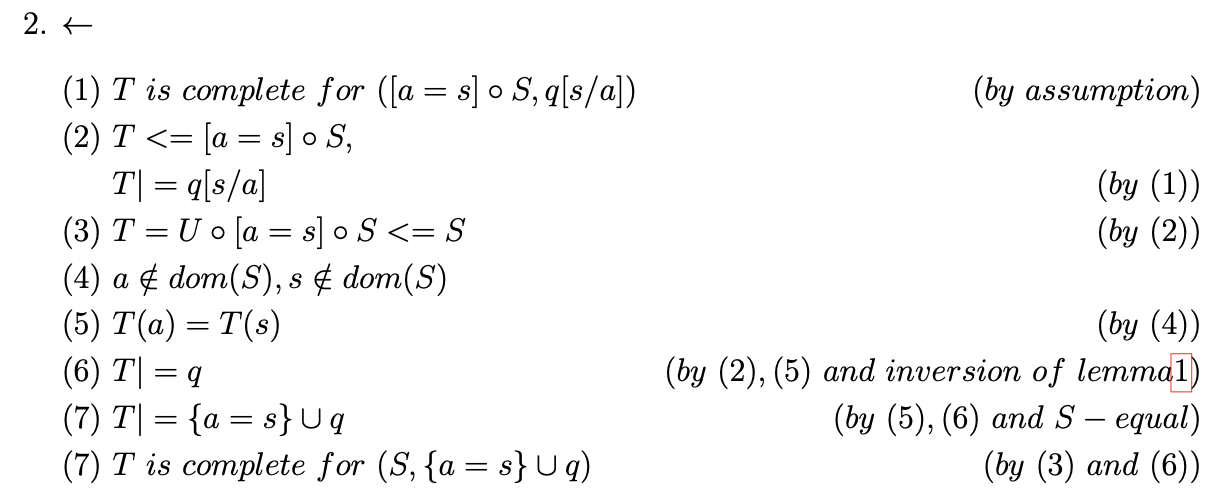 2. ←
(1) T is complete for ([a = s] ∘ S, q[s/a]) (by assumption)
(2) T <= [a = s] ∘ S,
T| = q[s/a] (by (1))
(3) T = U ∘ [a = s] ∘ S <= S (by (2))
(4) a ∉ dom(S), s ∉ dom(S)
(5) T(a) = T(s) (by (4))
(6) T| = q (by (2), (5) and inversion of lemma1)
(7) T| = {a = s} ∪ q (by (5), (6) and S − equal)
(7) T is complete for (S, {a = s} ∪ q) (by (3) and (6))